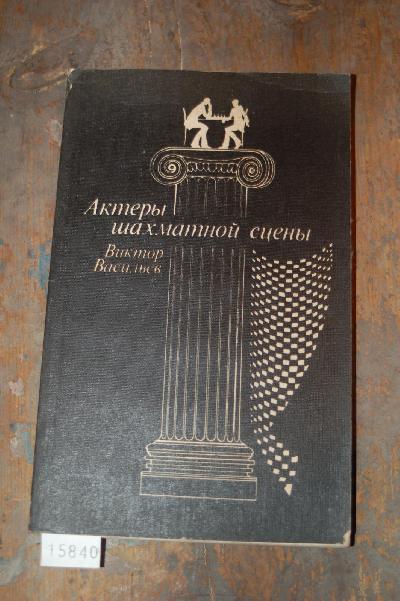 Актеры
шахматной сцены
Виктор
Васильев
15840